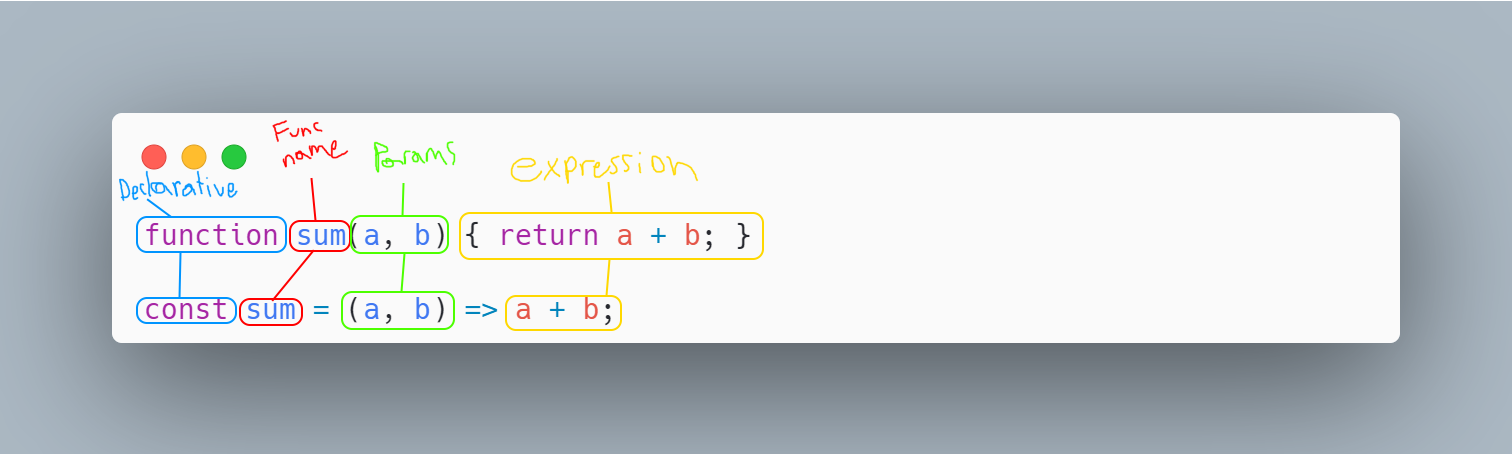 Func
name
Params
expression
Declarative
function sum(a, b) { return a + b; }
const sum = (a, b) => a + b;